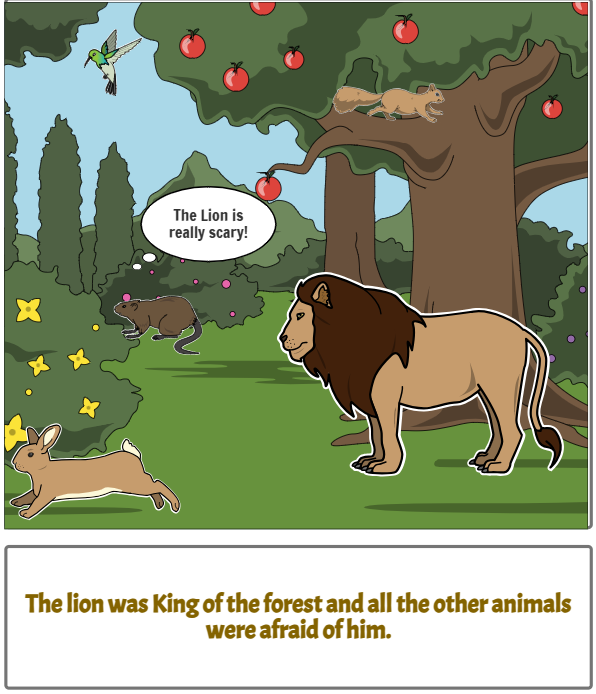 The Lion is
really scary!
The lion was King of the forest and all the other animals
were afraid of him.